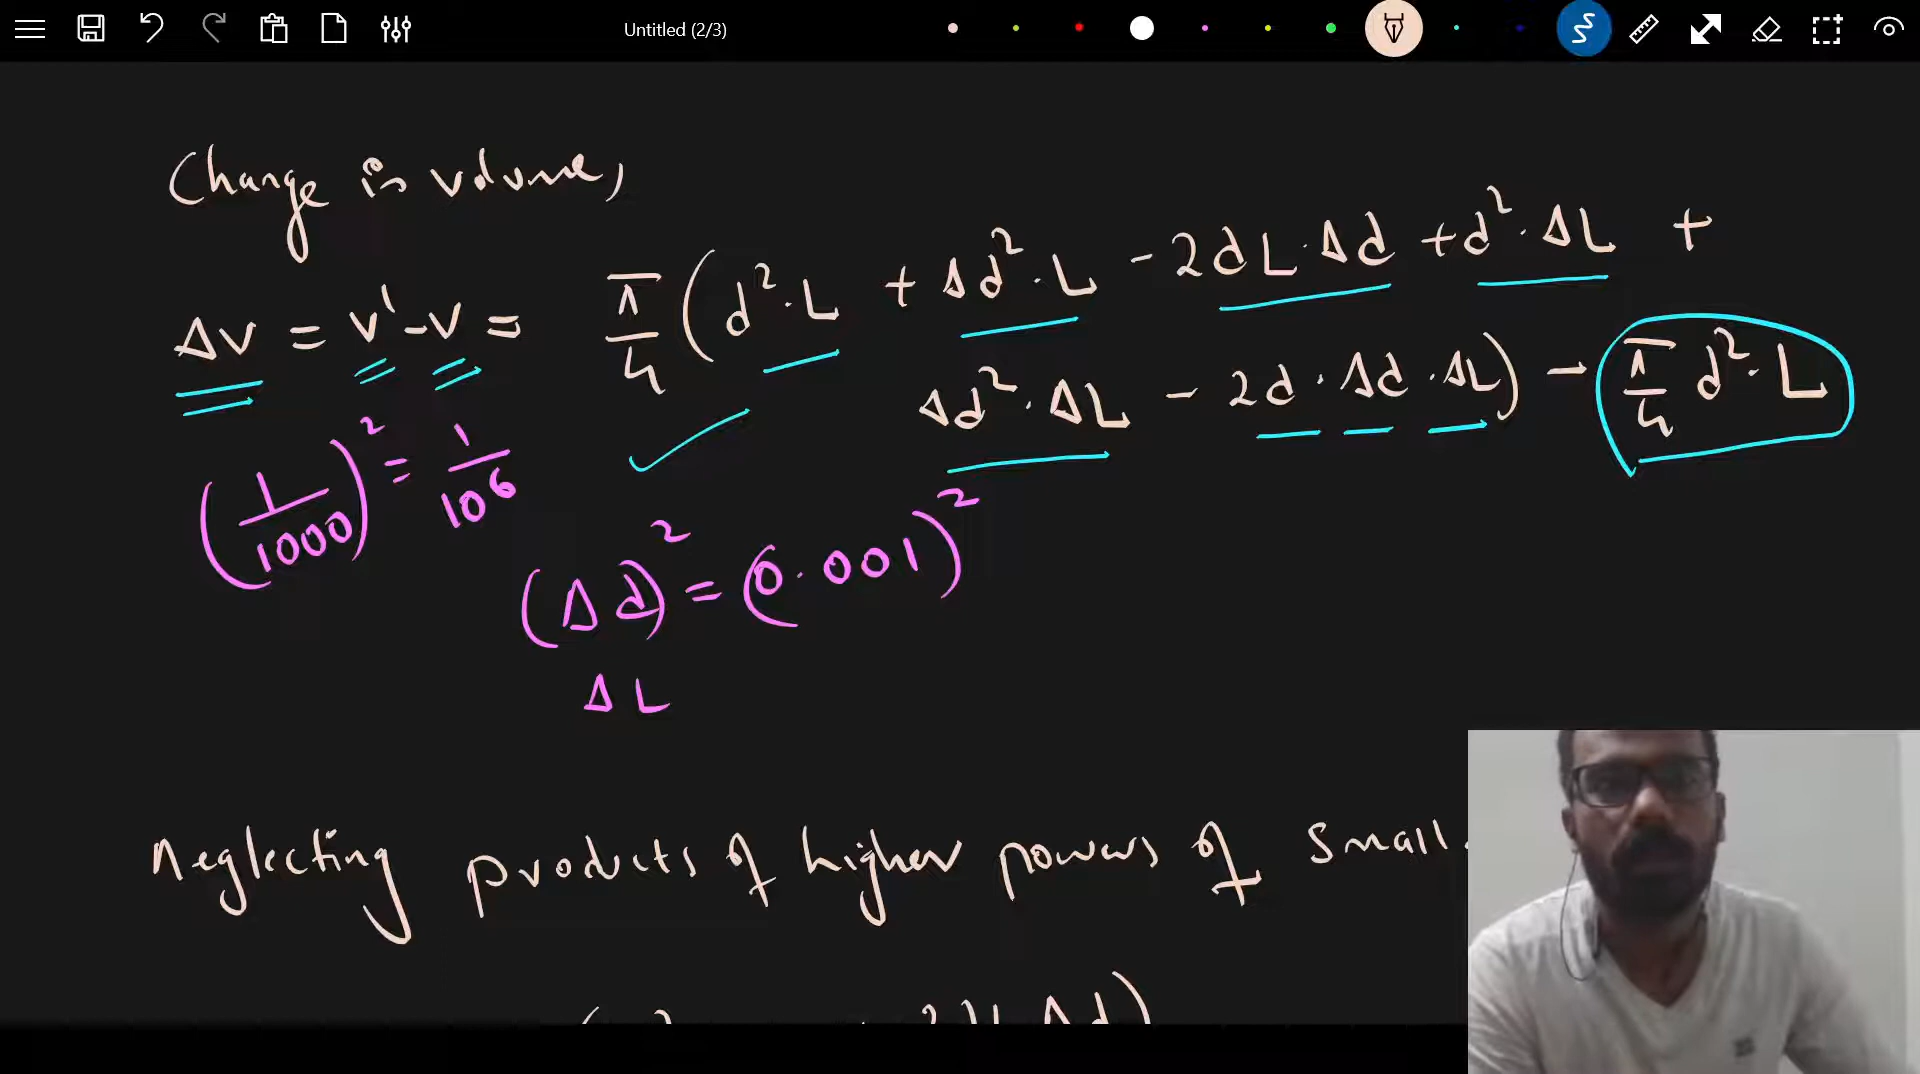 Untitled (2/3)
Change in volume,
ΔV = V' - V = π/4 (d² · L + Δd² · L - 2dL · Δd + d² · ΔL +
Δd² · ΔL - 2d · Δd · ΔL) - π/4 d² · L
(1/1000)² = 1/10⁶
(Δd)² = (0.001)²
ΔL
Neglecting products of higher powers of small